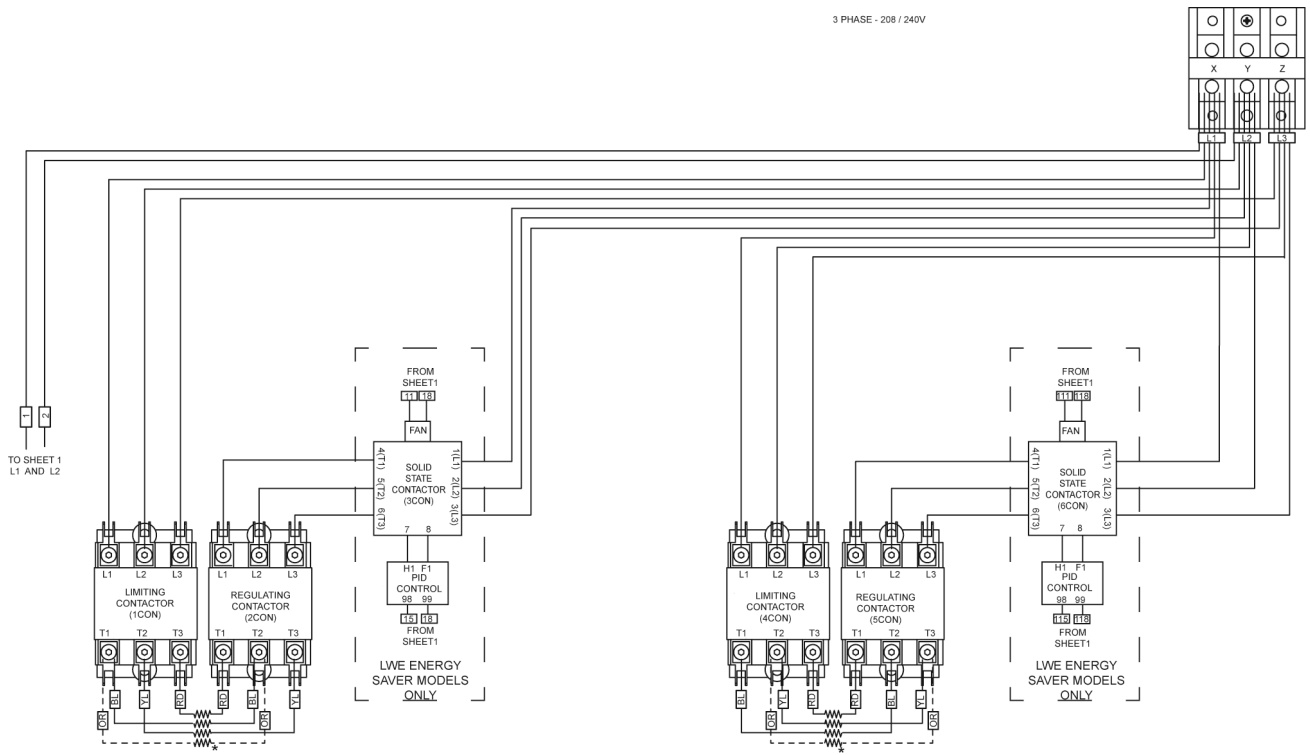 3 PHASE - 208 / 240V
X Y Z
L1 L2 L3
1 2
TO SHEET 1
L1 AND L2
FROM
SHEET1
11 18
FAN
4(T1) 1(L1)
5(T2) 2(L2)
6(T3) 3(L3)
SOLID
STATE
CONTACTOR
(3CON)
7 8
H1 F1
PID
CONTROL
98 99
15 18
FROM
SHEET1
LWE ENERGY
SAVER MODELS
ONLY
L1 L2 L3
LIMITING
CONTACTOR
(1CON)
T1 T2 T3
L1 L2 L3
REGULATING
CONTACTOR
(2CON)
T1 T2 T3
OR BL YL RD RD BL OR YL
*
FROM
SHEET1
111 118
FAN
4(T1) 1(L1)
5(T2) 2(L2)
6(T3) 3(L3)
SOLID
STATE
CONTACTOR
(6CON)
7 8
H1 F1
PID
CONTROL
98 99
115 118
FROM
SHEET1
LWE ENERGY
SAVER MODELS
ONLY
L1 L2 L3
LIMITING
CONTACTOR
(4CON)
T1 T2 T3
L1 L2 L3
REGULATING
CONTACTOR
(5CON)
T1 T2 T3
BL OR YL RD RD BL YL OR
*